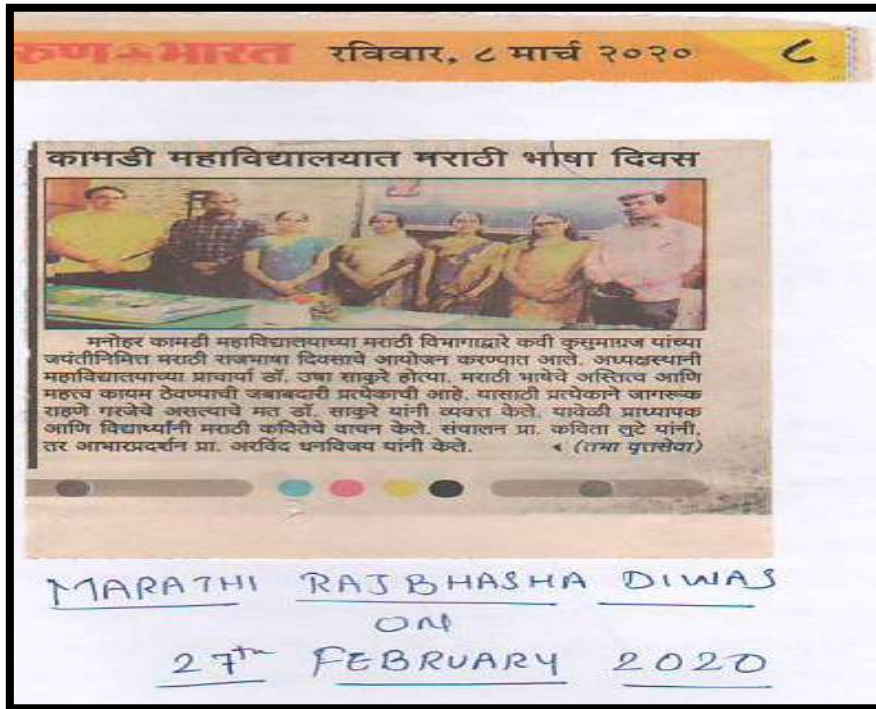 रुण भारत रविवार, ८ मार्च २०२० ८
कामडी महाविद्यालयात मराठी भाषा दिवस
मनोहर कामडी महाविद्यालयाच्या मराठी विभागाद्वारे कवी कुसुमाग्रज यांच्या
जयंतीनिमित्त मराठी राजभाषा दिवसाचे आयोजन करण्यात आले. अध्यक्षस्थानी
महाविद्यालयाच्या प्राचार्या डॉ. उषा साकुरे होत्या. मराठी भाषेचे अस्तित्व आणि
महत्त्व कायम ठेवण्याची जबाबदारी प्रत्येकाची आहे. यासाठी प्रत्येकाने जागरूक
राहणे गरजेचे असल्याचे मत डॉ. साकुरे यांनी व्यक्त केले. यावेळी प्राध्यापक
आणि विद्यार्थ्यांनी मराठी कवितेचे वाचन केले. संचालन प्रा. कविता लुटे यांनी,
तर आभारप्रदर्शन प्रा. अरविंद धनविजय यांनी केले. (तभा वृत्तसेवा)
MARATHI RAJBHASHA DIWAS
ON
27th FEBRUARY 2020